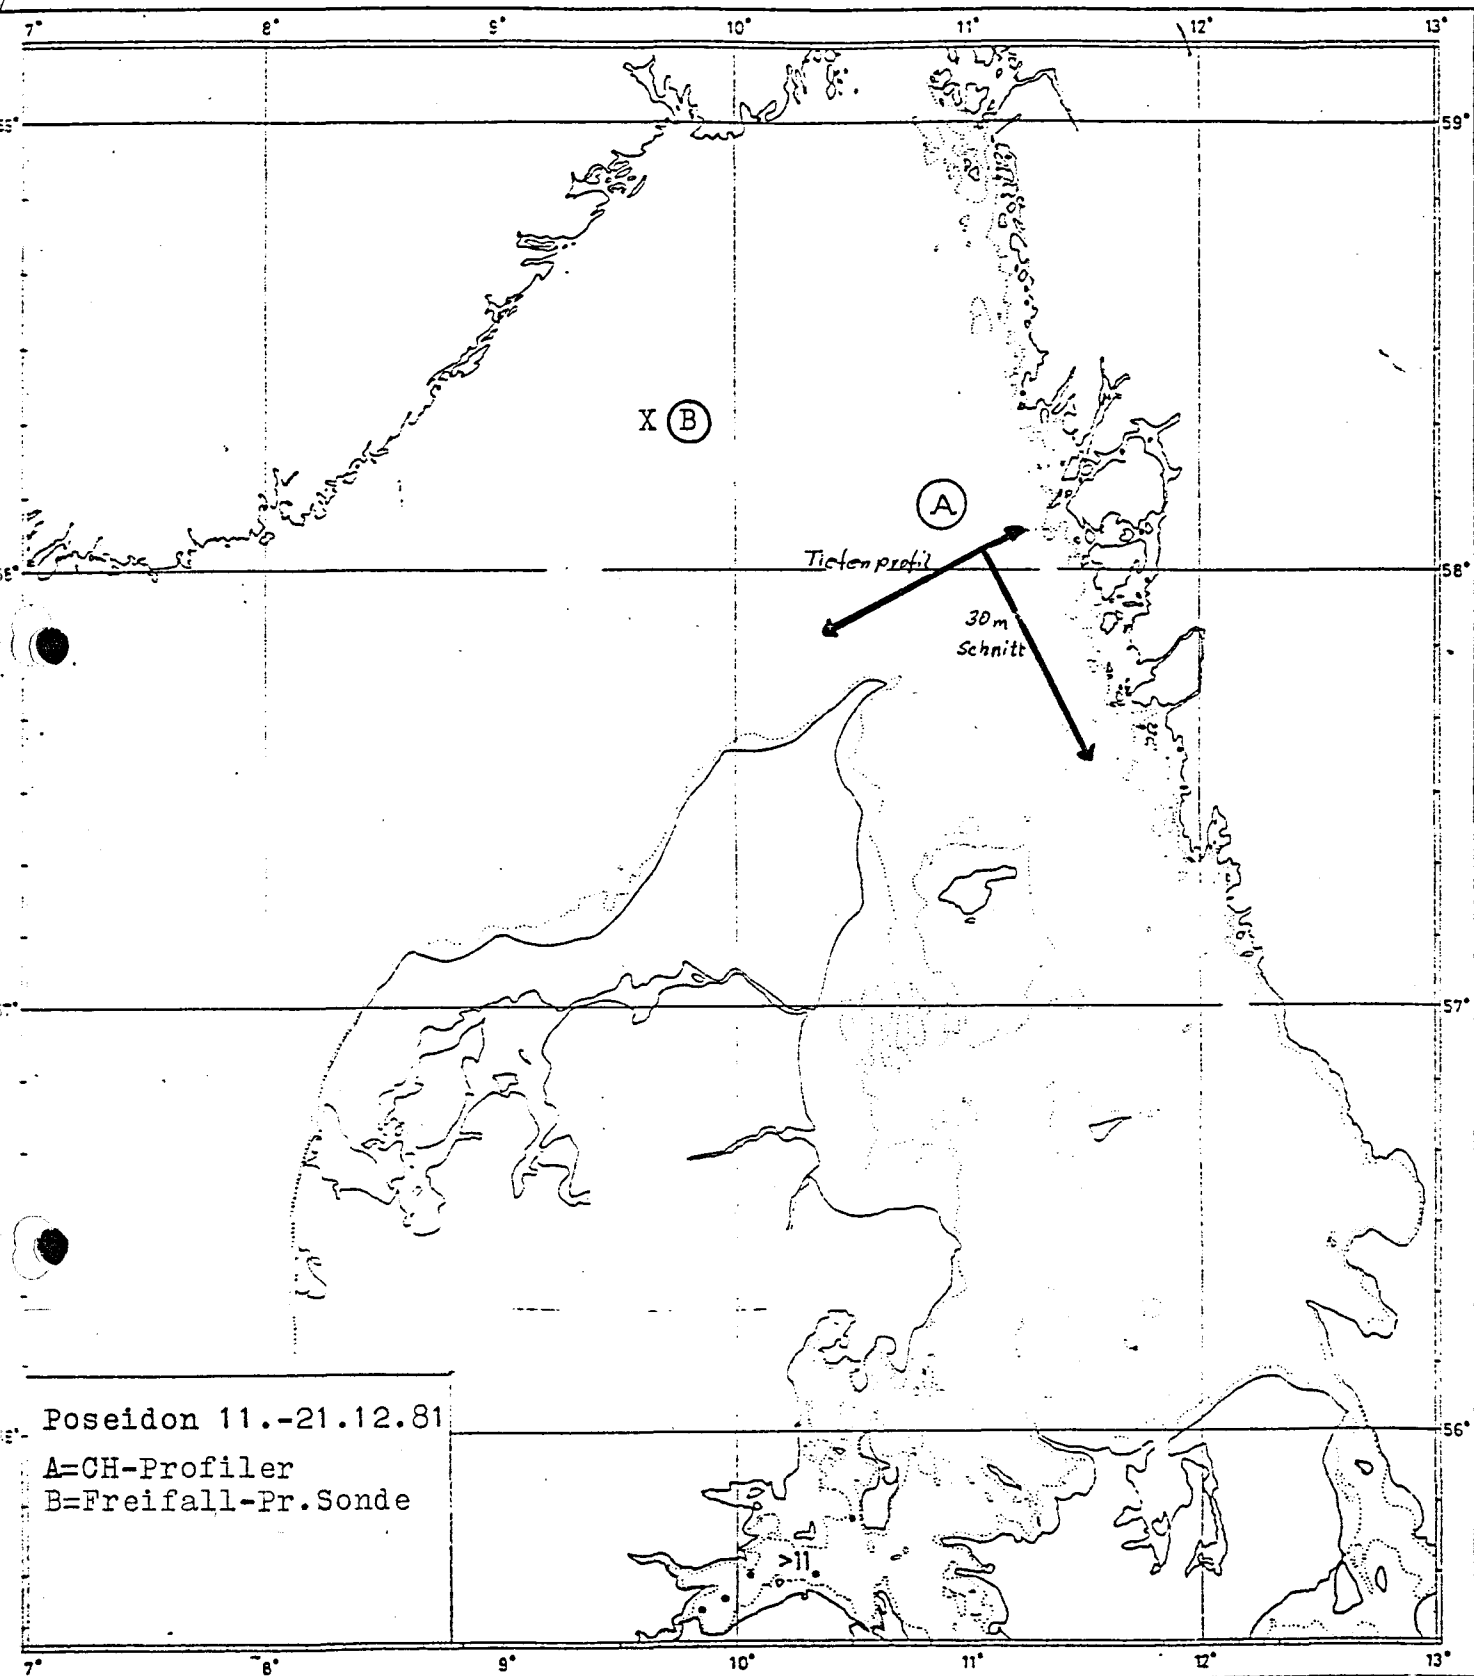 7° 8° 9° 10° 11° 12° 13°
59°
X B
A
Tiefenprofil
58°
30m
Schnitt
57°
Poseidon 11.-21.12.81
56°
A=CH-Profiler
B=Freifall-Pr.Sonde
>11
7° 8° 9° 10° 11° 12° 13°